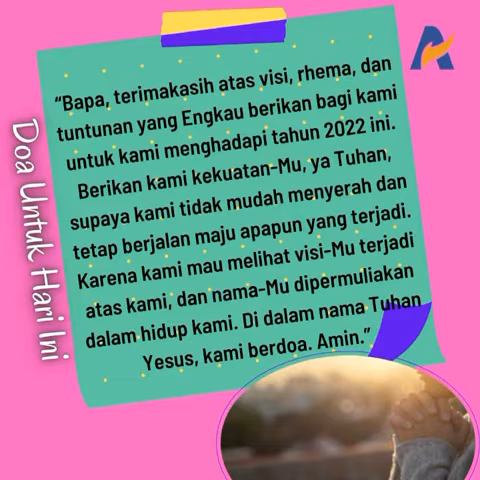 Doa Untuk Hari Ini
“Bapa, terimakasih atas visi, rhema, dan
tuntunan yang Engkau berikan bagi kami
untuk kami menghadapi tahun 2022 ini.
Berikan kami kekuatan-Mu, ya Tuhan,
supaya kami tidak mudah menyerah dan
tetap berjalan maju apapun yang terjadi.
Karena kami mau melihat visi-Mu terjadi
atas kami, dan nama-Mu dipermuliakan
dalam hidup kami. Di dalam nama Tuhan
Yesus, kami berdoa. Amin.”